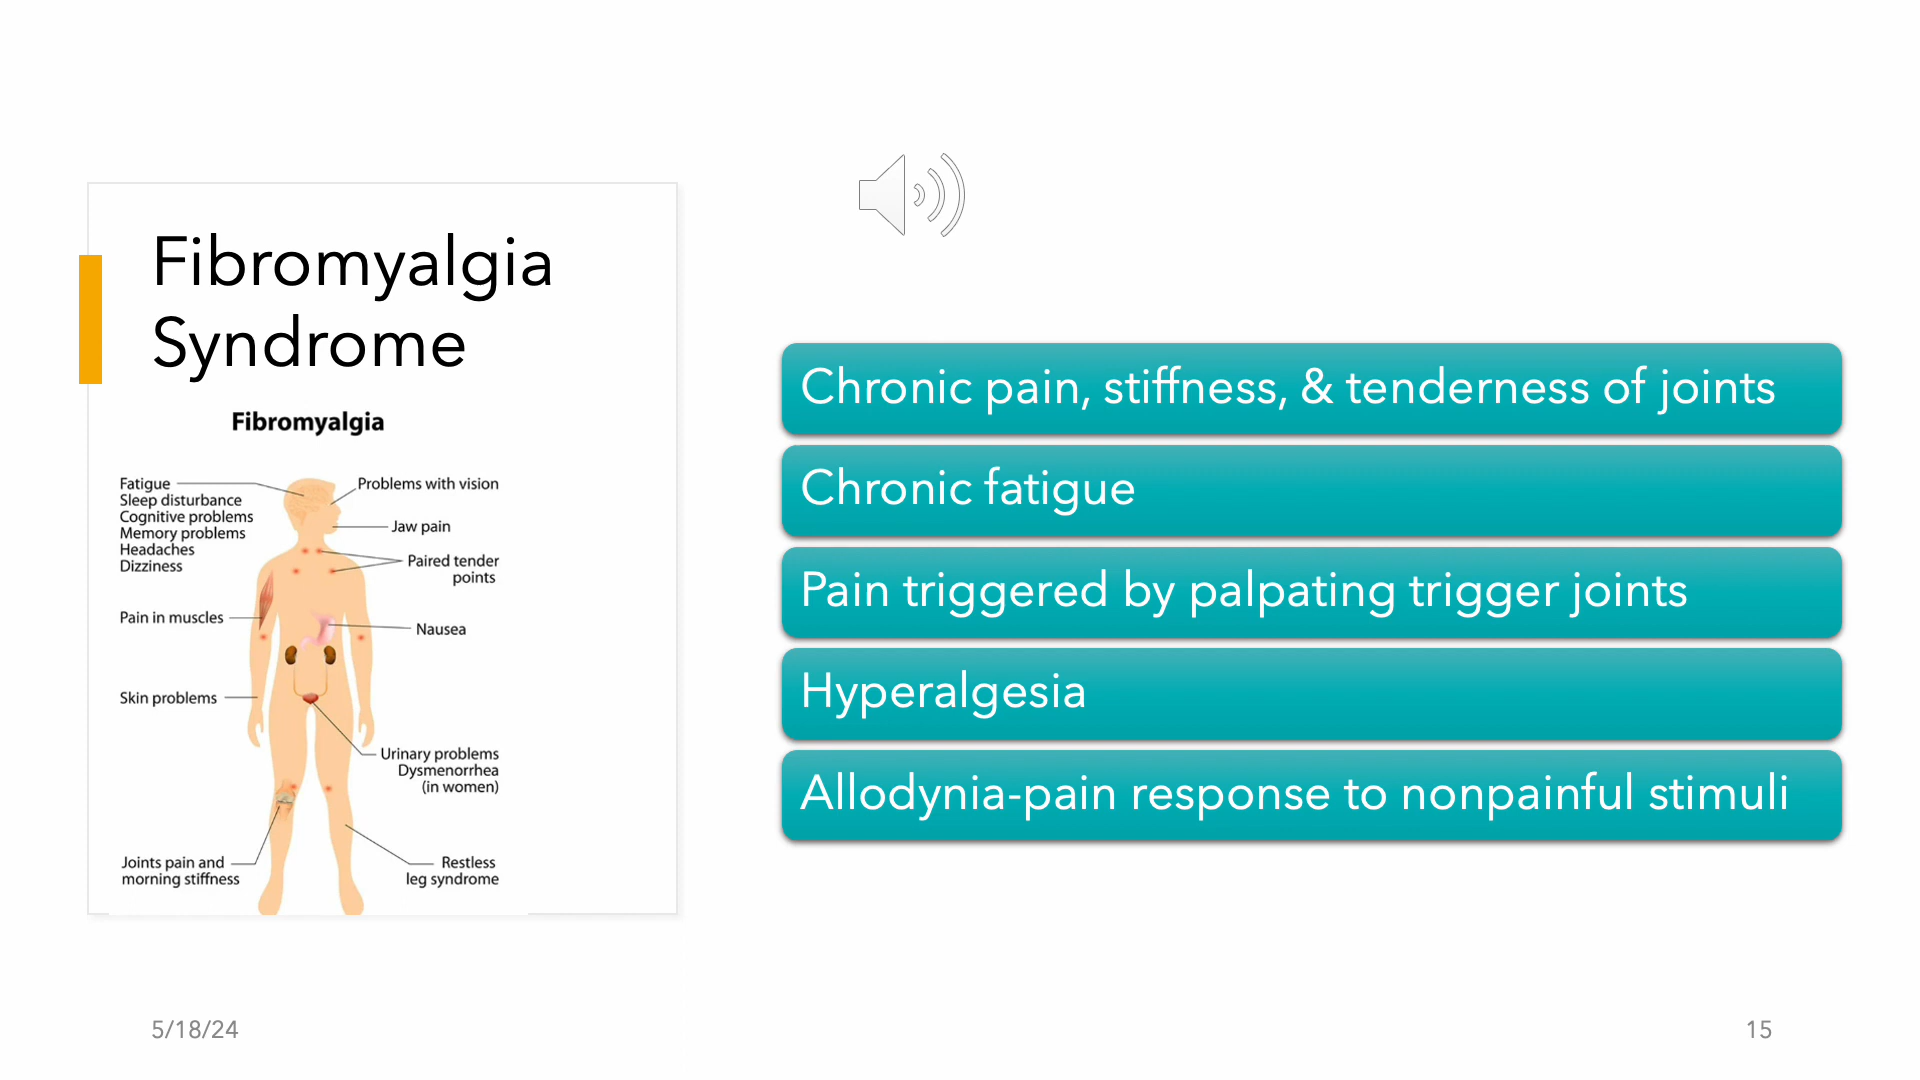 Fibromyalgia
Syndrome
Fibromyalgia
Fatigue
Sleep disturbance
Cognitive problems
Memory problems
Headaches
Dizziness
Problems with vision
Jaw pain
Paired tender
points
Pain in muscles
Nausea
Skin problems
Urinary problems
Dysmenorrhea
(in women)
Joints pain and
morning stiffness
Restless
leg syndrome
Chronic pain, stiffness, & tenderness of joints
Chronic fatigue
Pain triggered by palpating trigger joints
Hyperalgesia
Allodynia-pain response to nonpainful stimuli
5/18/24
15